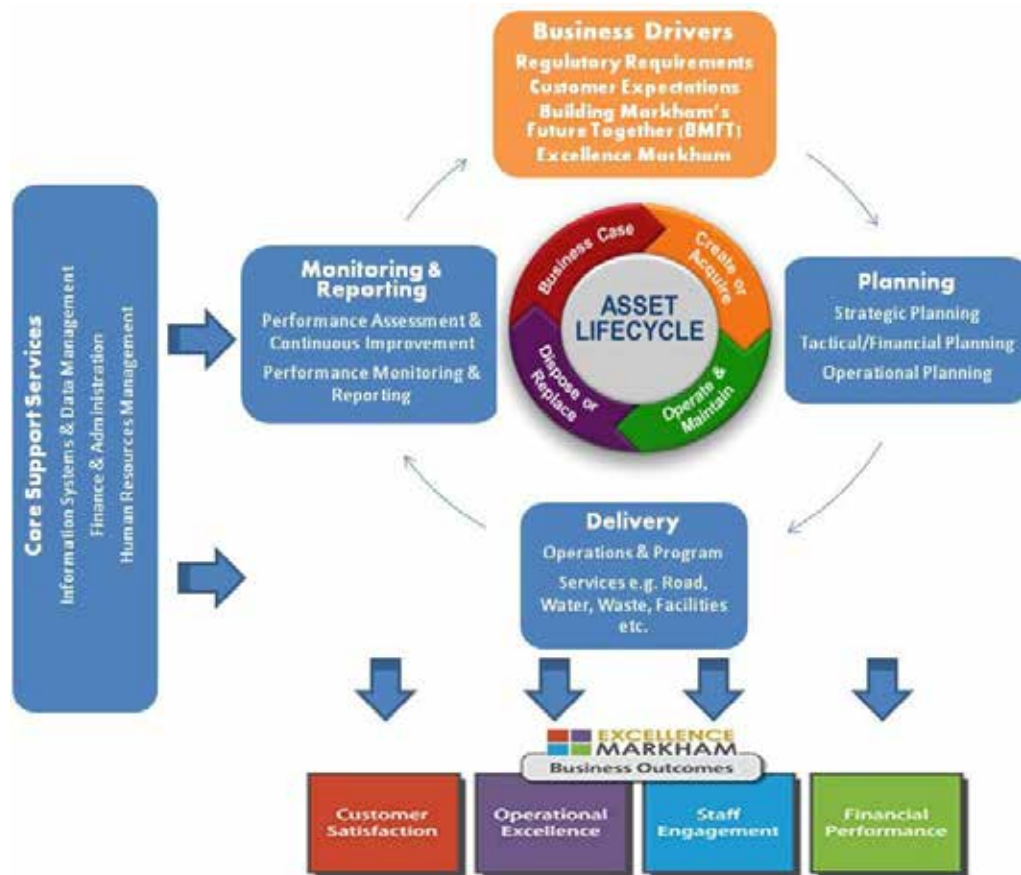 Business Drivers
Regulatory Requirements
Customer Expectations
Building Markham's
Future Together (BMFT)
Excellence Markham
Core Support Services
Information Systems & Data Management
Finance & Administration
Human Resources Management
Monitoring &
Reporting
Performance Assessment &
Continuous Improvement
Performance Monitoring &
Reporting
Business Case
Create or
Acquire
Operate &
Maintain
Dispose or
Replace
ASSET
LIFECYCLE
Planning
Strategic Planning
Tactical/Financial Planning
Operational Planning
Delivery
Operations & Program
Services e.g. Road,
Water, Waste, Facilities
etc.
EXCELLENCE
MARKHAM
Business Outcomes
Customer
Satisfaction
Operational
Excellence
Staff
Engagement
Financial
Performance